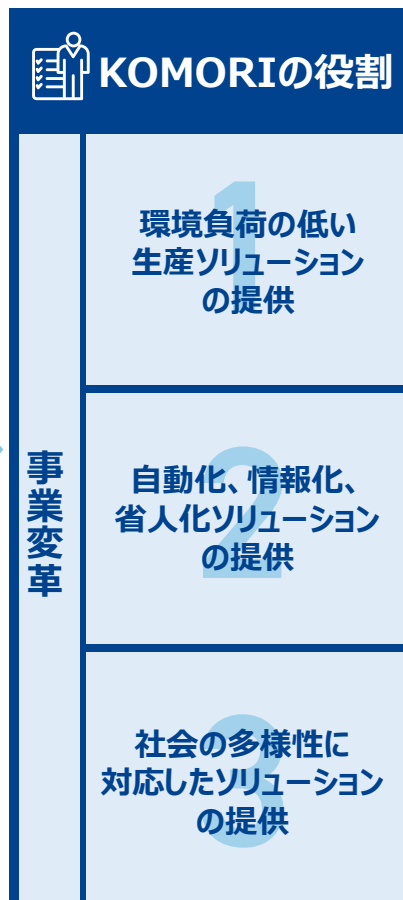 KOMORIの役割
事業変革
1
環境負荷の低い
生産ソリューション
の提供
2
自動化、情報化、
省人化ソリューション
の提供
3
社会の多様性に
対応したソリューション
の提供